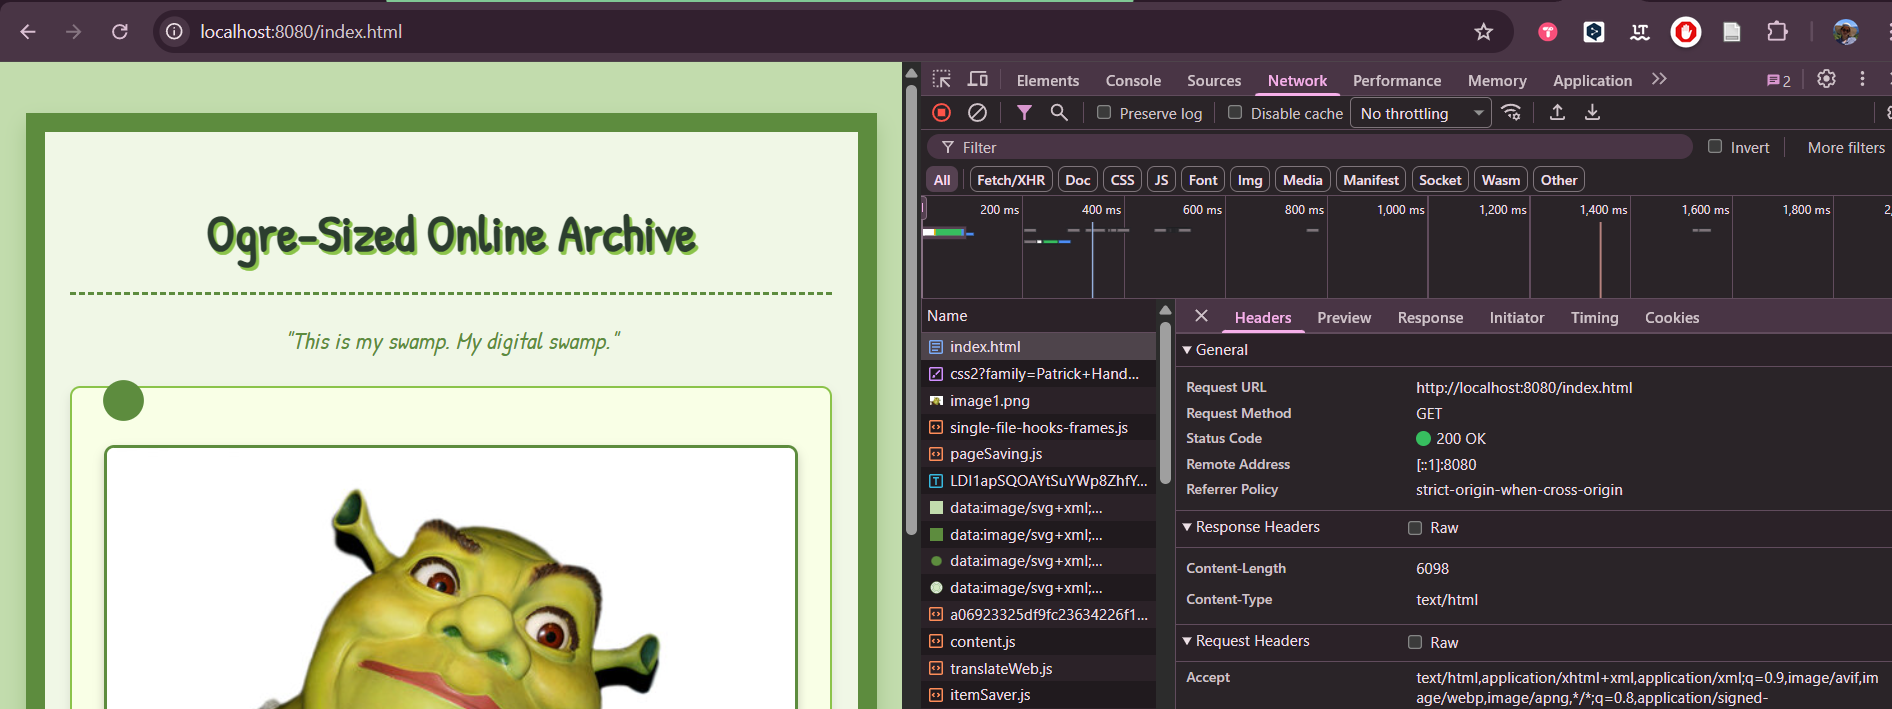 localhost:8080/index.html
Ogre-Sized Online Archive
"This is my swamp. My digital swamp."
Elements Console Sources Network Performance Memory Application 2
Preserve log Disable cache No throttling
Filter Invert More filters
All Fetch/XHR Doc CSS JS Font Img Media Manifest Socket Wasm Other
200 ms 400 ms 600 ms 800 ms 1,000 ms 1,200 ms 1,400 ms 1,600 ms 1,800 ms 2,
Name
index.html
css2?family=Patrick+Hand...
image1.png
single-file-hooks-frames.js
pageSaving.js
LDI1apSQOAYtSuYWp8ZhfY...
data:image/svg+xml;...
data:image/svg+xml;...
data:image/svg+xml;...
data:image/svg+xml;...
a06923325df9fc23634226f1...
content.js
translateWeb.js
itemSaver.js
Headers Preview Response Initiator Timing Cookies
General
Request URL http://localhost:8080/index.html
Request Method GET
Status Code 200 OK
Remote Address [::1]:8080
Referrer Policy strict-origin-when-cross-origin
Response Headers Raw
Content-Length 6098
Content-Type text/html
Request Headers Raw
Accept text/html,application/xhtml+xml,application/xml;q=0.9,image/avif,im
age/webp,image/apng,*/*;q=0.8,application/signed-